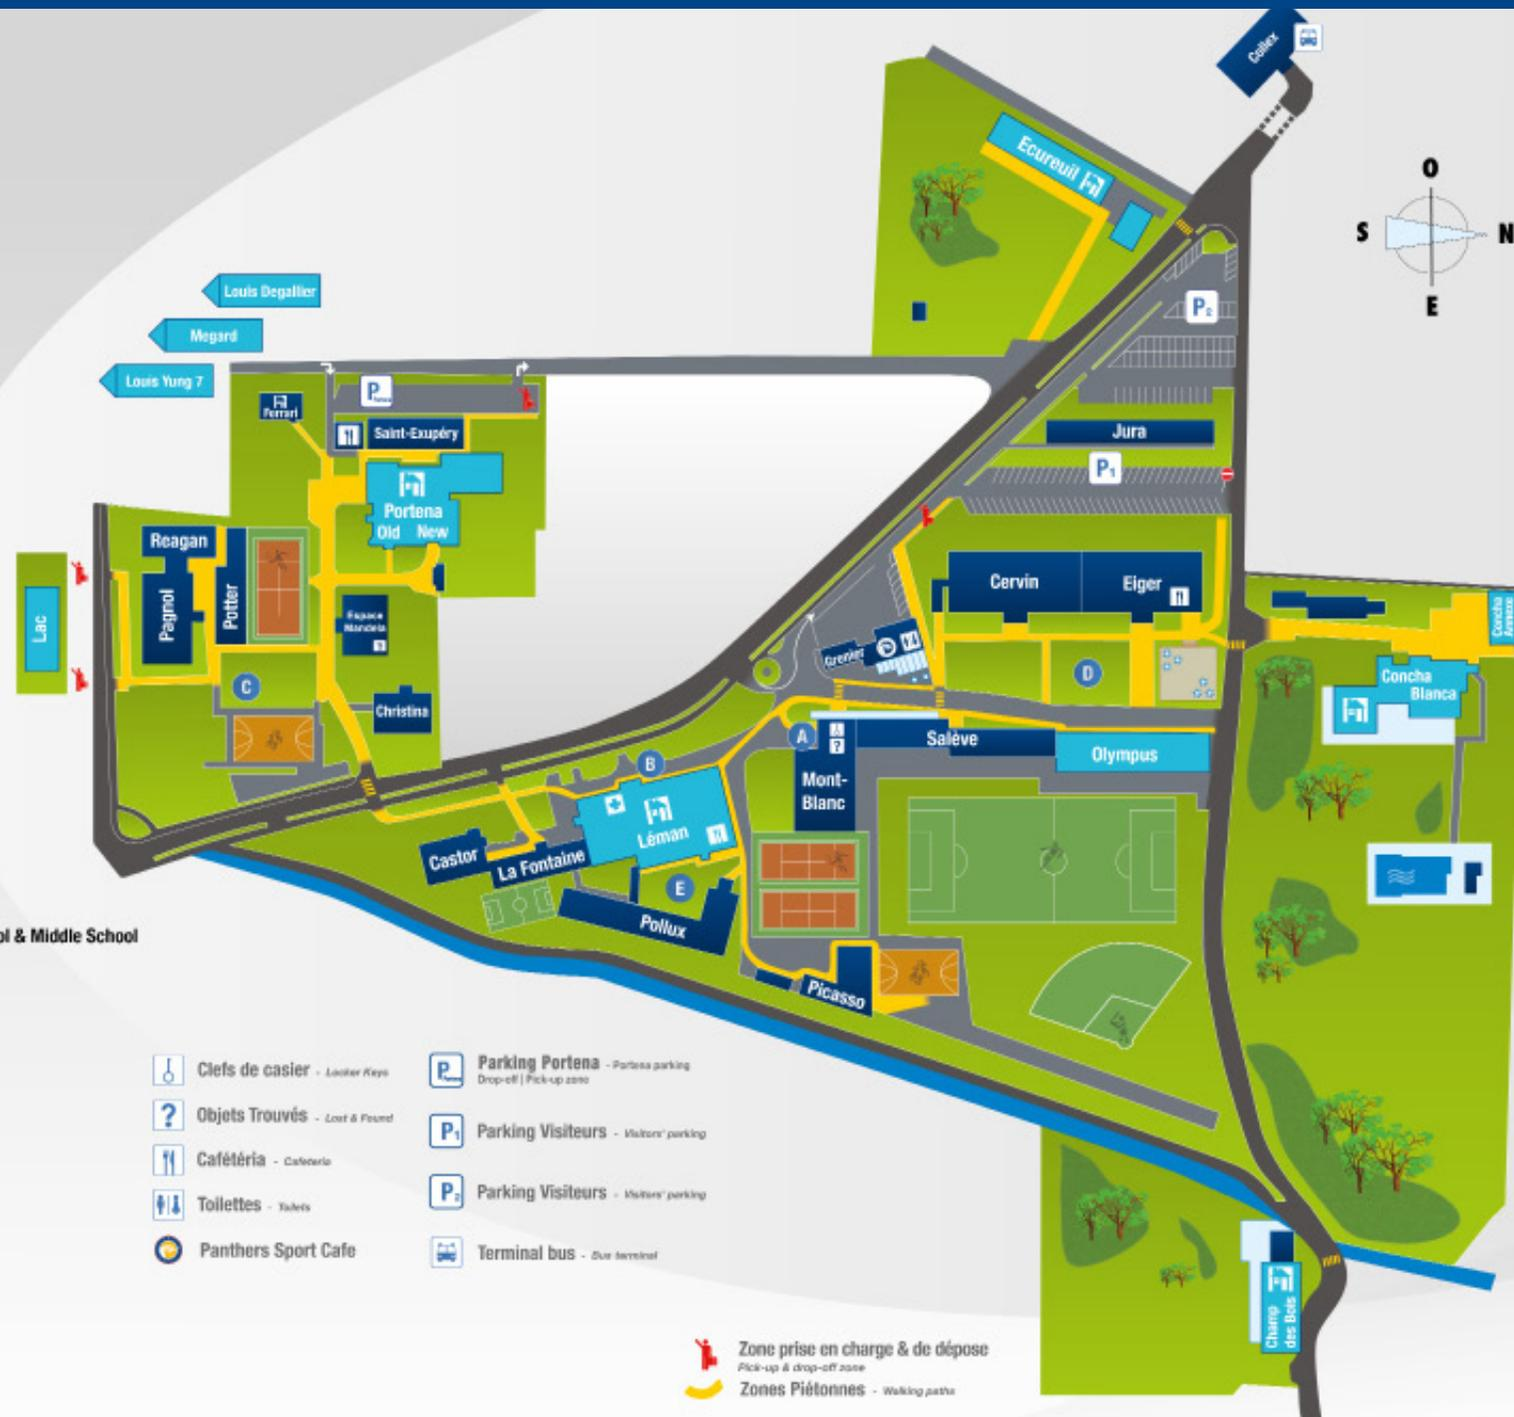 Collex
O
S
N
E
Ecureuil
P2
Louis Degallier
Megard
Louis Yung 7
P
Ferrari
Saint-Exupéry
Jura
P1
Portena
Old New
Reagan
Pagnol
Potter
Lac
Espace
Mandela
?
C
Christina
Cervin
Eiger
Grenier
D
Concha
Annexe
Concha
Blanca
A
?
Salève
Olympus
Mont-
Blanc
B
Léman
Castor
La Fontaine
E
Pollux
Picasso
ol & Middle School
Clefs de casier - Locker Keys
? Objets Trouvés - Lost & Found
Cafétéria - Cafeteria
Toilettes - Toilets
Panthers Sport Cafe
P Parking Portena - Portena parking
Drop-off | Pick-up zone
P1 Parking Visiteurs - Visitors' parking
P2 Parking Visiteurs - Visitors' parking
Terminal bus - Bus terminal
Champ
des Bois
Zone prise en charge & de dépose
Pick-up & drop-off zone
Zones Piétonnes - Walking paths